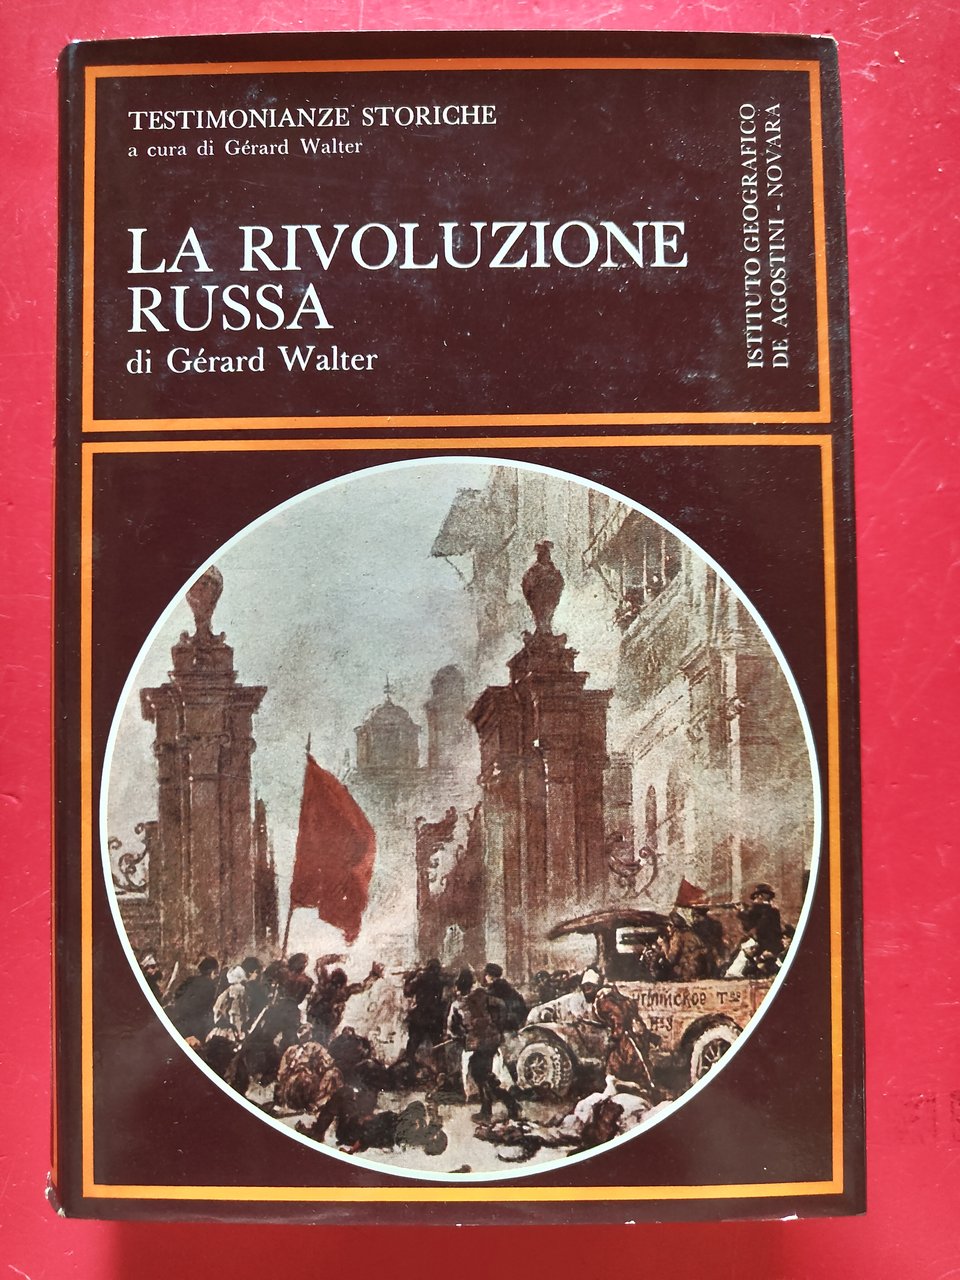 TESTIMONIANZE STORICHE
a cura di Gérard Walter
LA RIVOLUZIONE
RUSSA
di Gérard Walter
ISTITUTO GEOGRAFICO
DE AGOSTINI - NOVARA